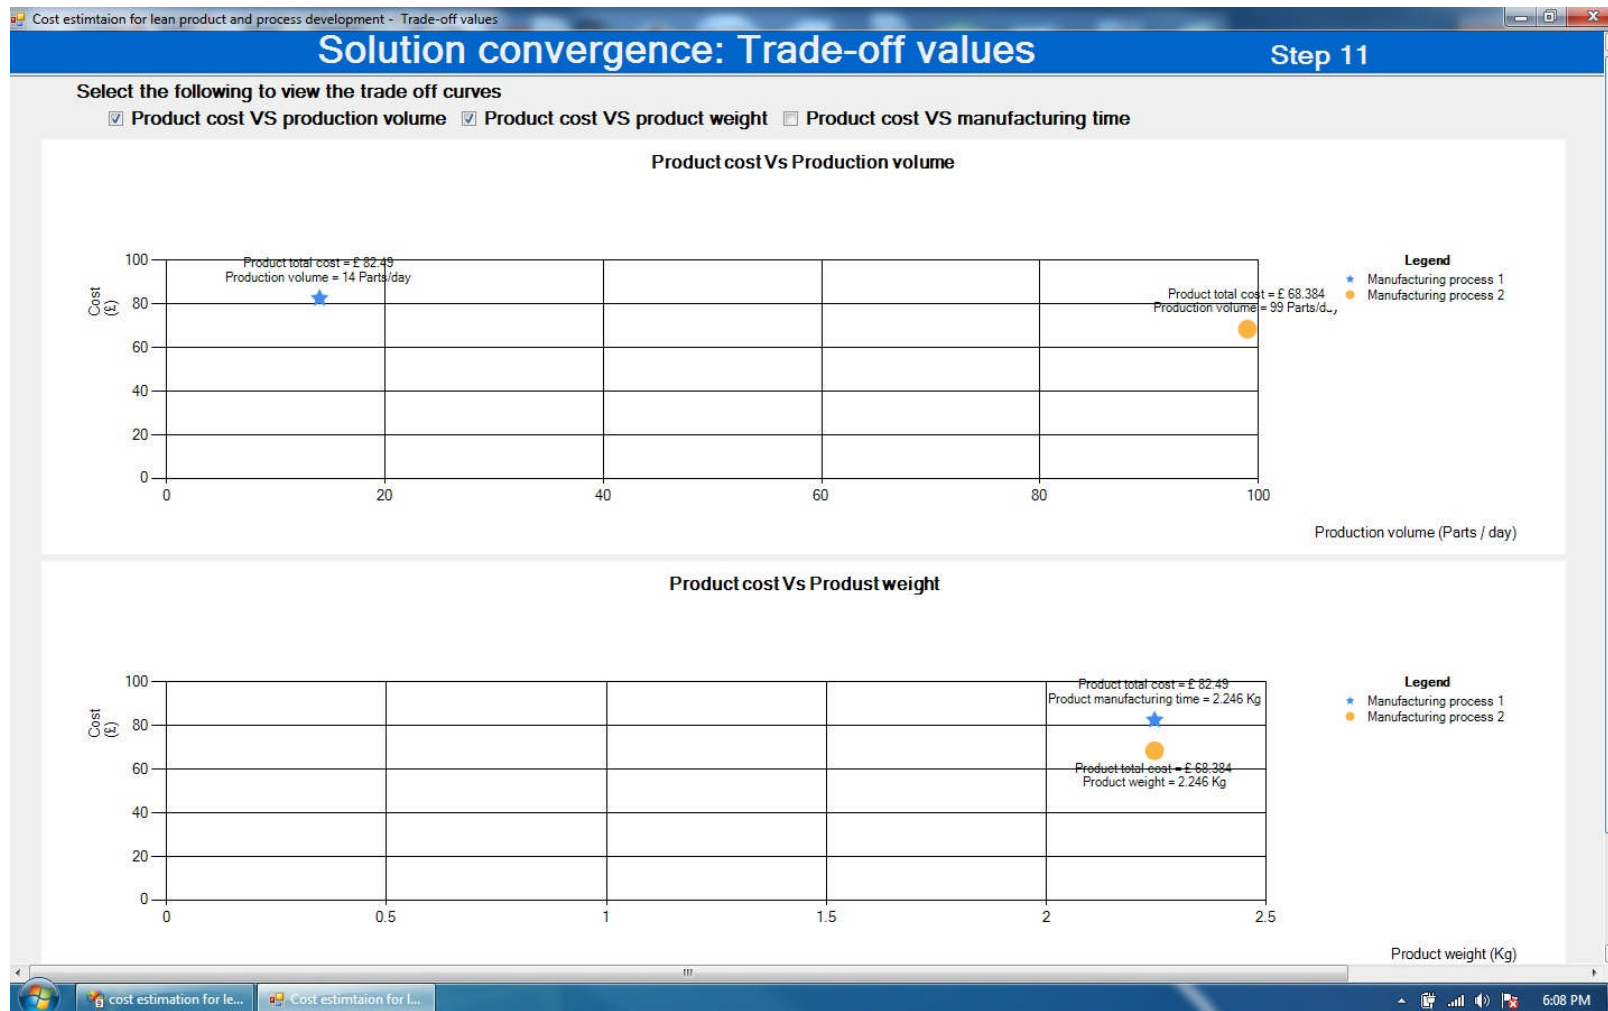 Cost estimtaion for lean product and process development - Trade-off values
Solution convergence: Trade-off values
Step 11
Select the following to view the trade off curves
Product cost VS production volume Product cost VS product weight Product cost VS manufacturing time
Product cost Vs Production volume
Cost
(£)
100
80
60
40
20
0
0 20 40 60 80 100
Product total cost = £ 82.49
Production volume = 14 Parts/day
Product total cost = £ 68.384
Production volume = 99 Parts/day
Legend
Manufacturing process 1
Manufacturing process 2
Production volume (Parts / day)
Product cost Vs Produst weight
Cost
(£)
100
80
60
40
20
0
0 0.5 1 1.5 2 2.5
Product total cost = £ 82.49
Product manufacturing time = 2.246 Kg
Product total cost = £ 68.384
Product weight = 2.246 Kg
Legend
Manufacturing process 1
Manufacturing process 2
Product weight (Kg)
cost estimation for le...
Cost estimtaion for l...
6:08 PM